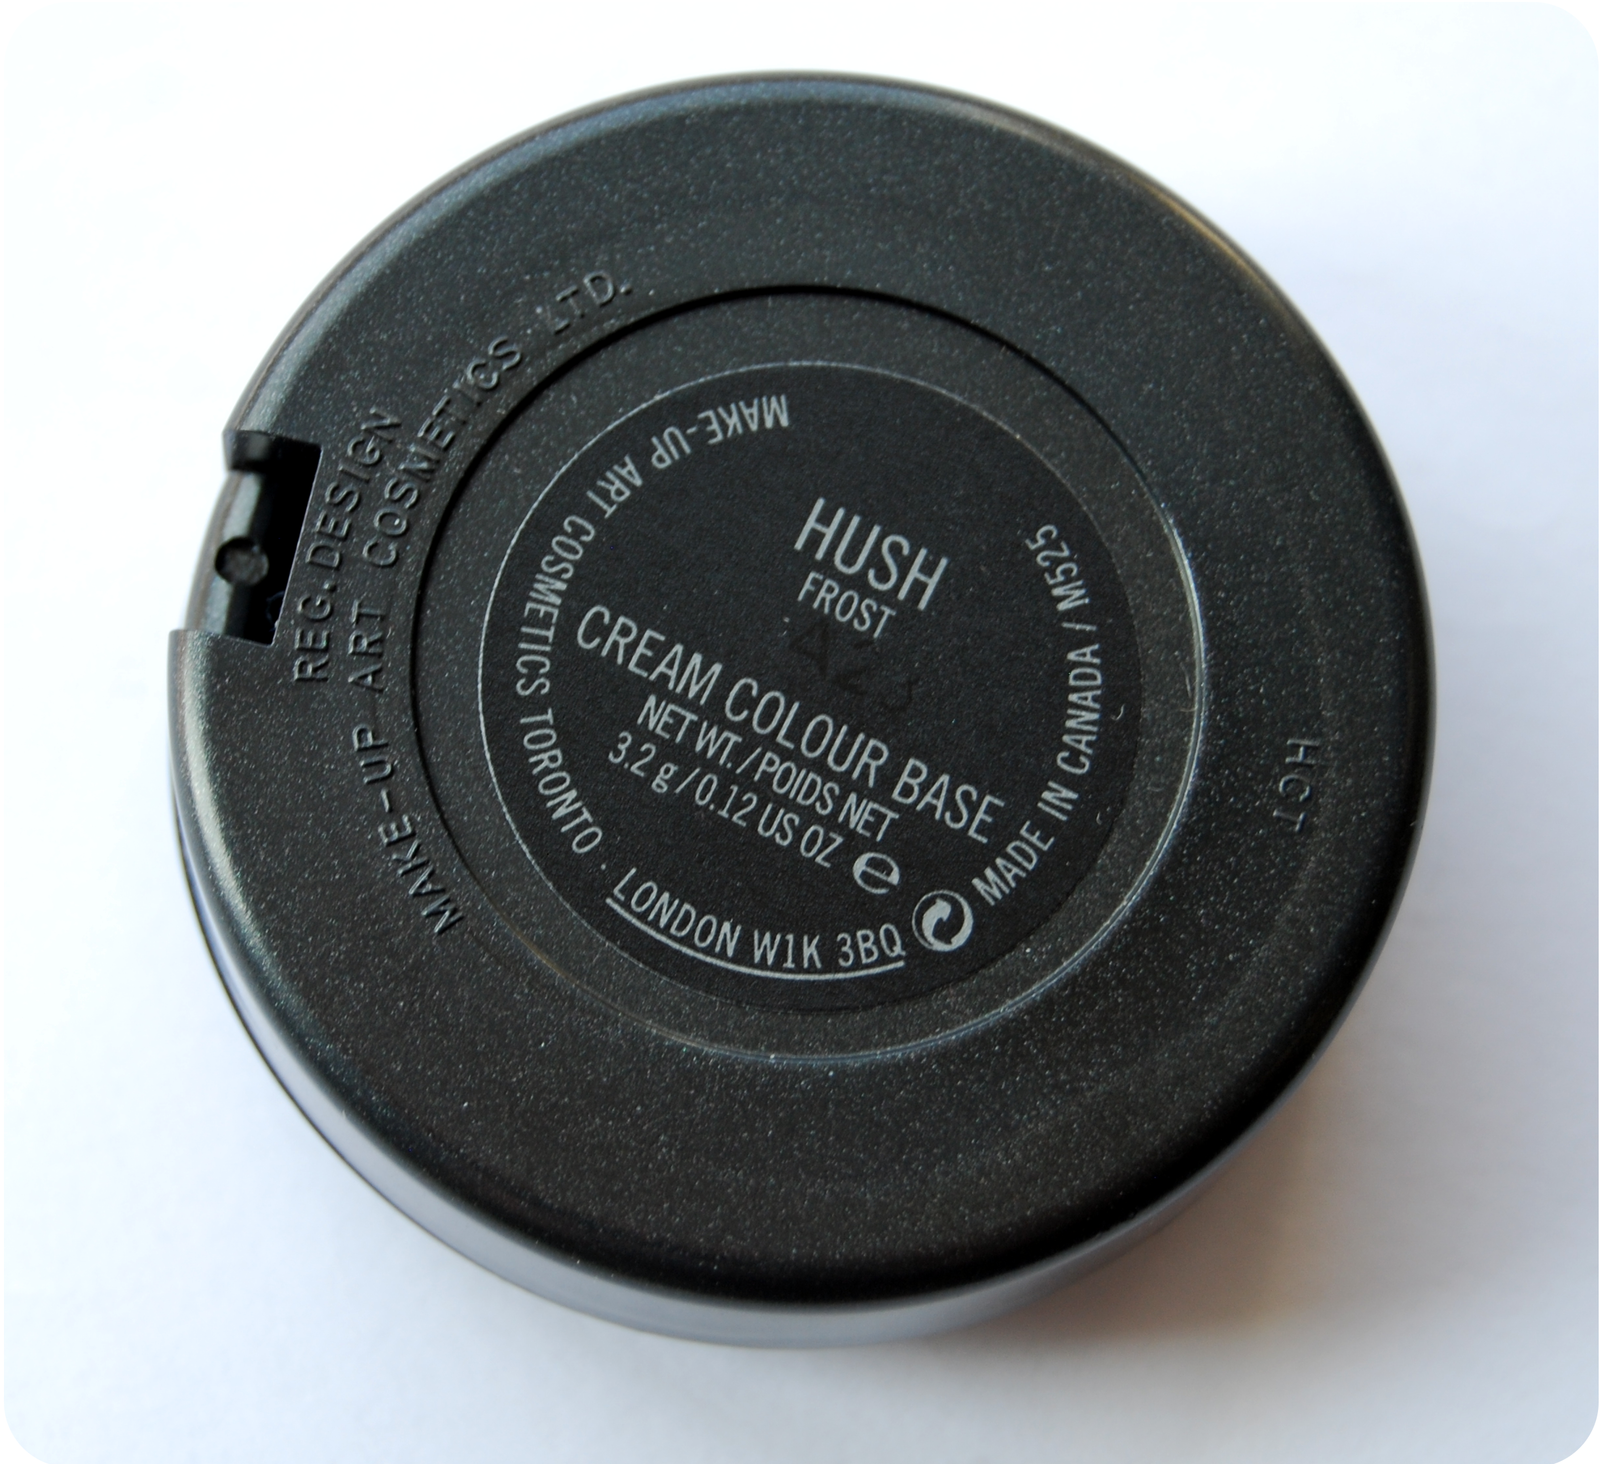 REG. DESIGN
MAKE-UP ART COSMETICS LTD.
HUSH
FROST
CREAM COLOUR BASE
NET WT. / POIDS NET
3.2 g / 0.12 US OZ e
MAKE-UP ART COSMETICS TORONTO · LONDON W1K 3BQ
MADE IN CANADA / M525
HCT